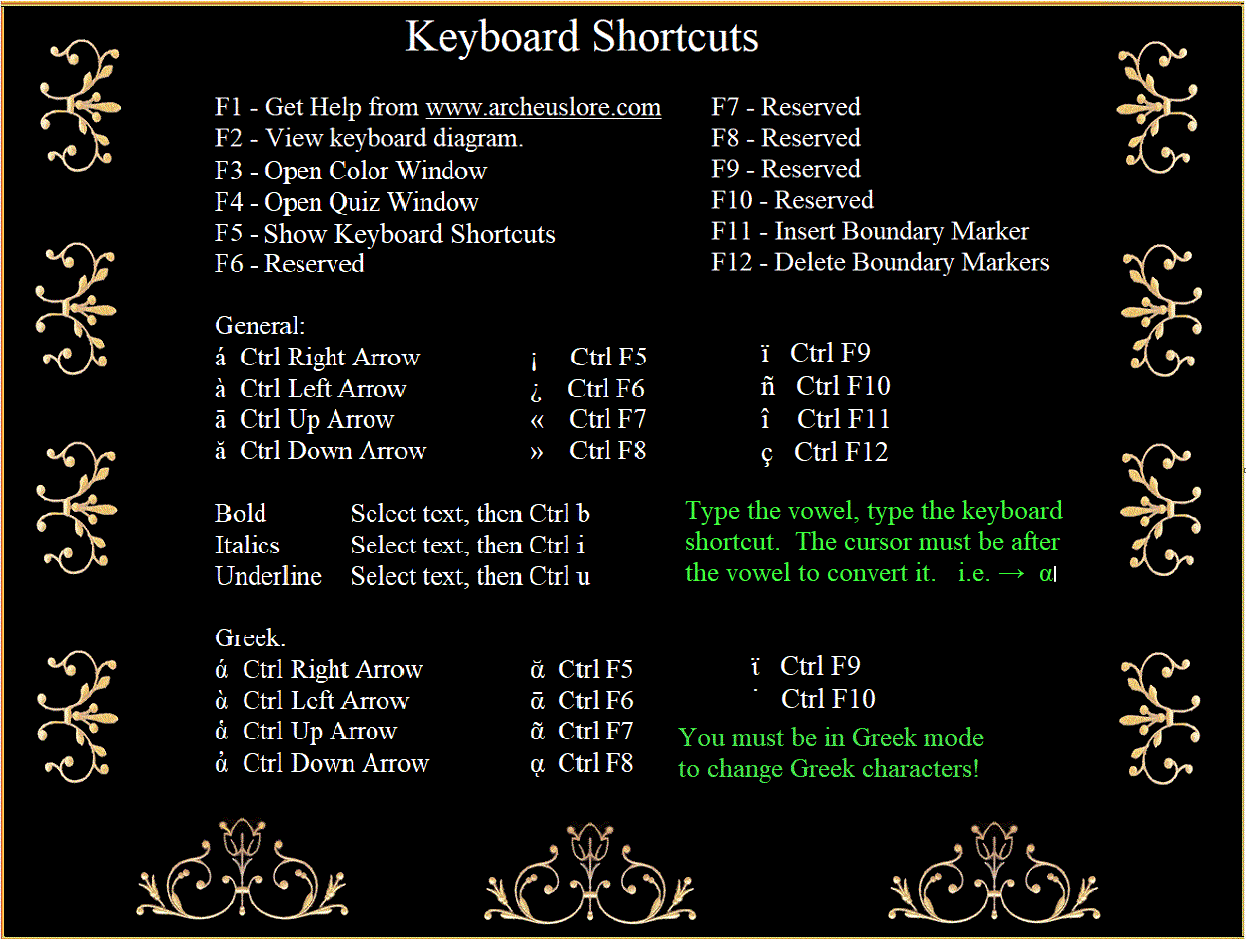 Keyboard Shortcuts
F1 - Get Help from www.archeuslore.com
F2 - View keyboard diagram.
F3 - Open Color Window
F4 - Open Quiz Window
F5 - Show Keyboard Shortcuts
F6 - Reserved
F7 - Reserved
F8 - Reserved
F9 - Reserved
F10 - Reserved
F11 - Insert Boundary Marker
F12 - Delete Boundary Markers
General:
á Ctrl Right Arrow
à Ctrl Left Arrow
ā Ctrl Up Arrow
ă Ctrl Down Arrow
¡ Ctrl F5
¿ Ctrl F6
« Ctrl F7
» Ctrl F8
ï Ctrl F9
ñ Ctrl F10
î Ctrl F11
ç Ctrl F12
Bold Select text, then Ctrl b
Italics Select text, then Ctrl i
Underline Select text, then Ctrl u
Type the vowel, type the keyboard
shortcut. The cursor must be after
the vowel to convert it. i.e. → α|
Greek.
ά Ctrl Right Arrow
ὰ Ctrl Left Arrow
ἁ Ctrl Up Arrow
ἀ Ctrl Down Arrow
ᾰ Ctrl F5
ᾱ Ctrl F6
ᾶ Ctrl F7
ᾳ Ctrl F8
ϊ Ctrl F9
˙ Ctrl F10
You must be in Greek mode
to change Greek characters!